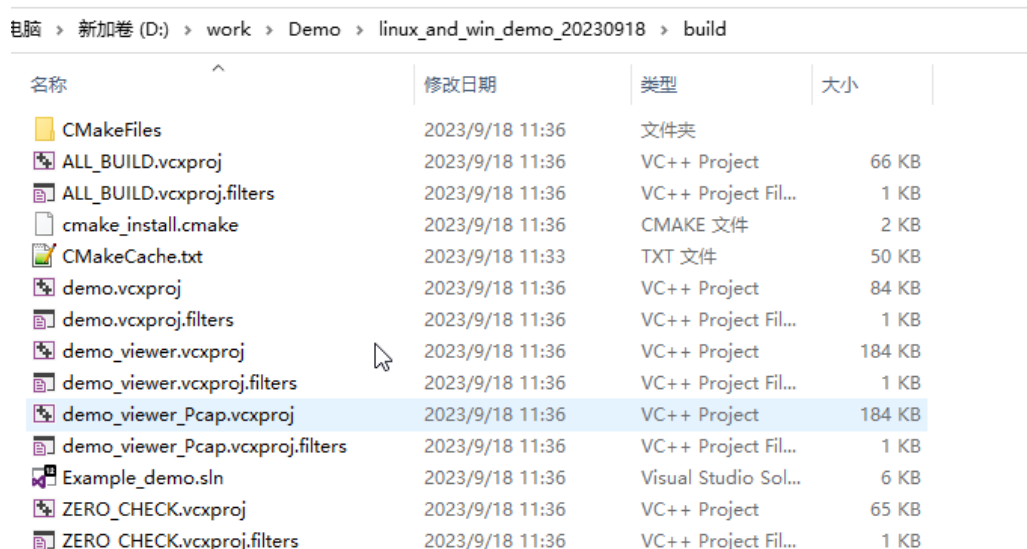 电脑 > 新加卷 (D:) > work > Demo > linux_and_win_demo_20230918 > build
名称 修改日期 类型 大小
CMakeFiles 2023/9/18 11:36 文件夹
ALL_BUILD.vcxproj 2023/9/18 11:36 VC++ Project 66 KB
ALL_BUILD.vcxproj.filters 2023/9/18 11:36 VC++ Project Fil... 1 KB
cmake_install.cmake 2023/9/18 11:36 CMAKE 文件 2 KB
CMakeCache.txt 2023/9/18 11:33 TXT 文件 50 KB
demo.vcxproj 2023/9/18 11:36 VC++ Project 84 KB
demo.vcxproj.filters 2023/9/18 11:36 VC++ Project Fil... 1 KB
demo_viewer.vcxproj 2023/9/18 11:36 VC++ Project 184 KB
demo_viewer.vcxproj.filters 2023/9/18 11:36 VC++ Project Fil... 1 KB
demo_viewer_Pcap.vcxproj 2023/9/18 11:36 VC++ Project 184 KB
demo_viewer_Pcap.vcxproj.filters 2023/9/18 11:36 VC++ Project Fil... 1 KB
Example_demo.sln 2023/9/18 11:36 Visual Studio Sol... 6 KB
ZERO_CHECK.vcxproj 2023/9/18 11:36 VC++ Project 65 KB
ZERO_CHECK.vcxproj.filters 2023/9/18 11:36 VC++ Project Fil... 1 KB